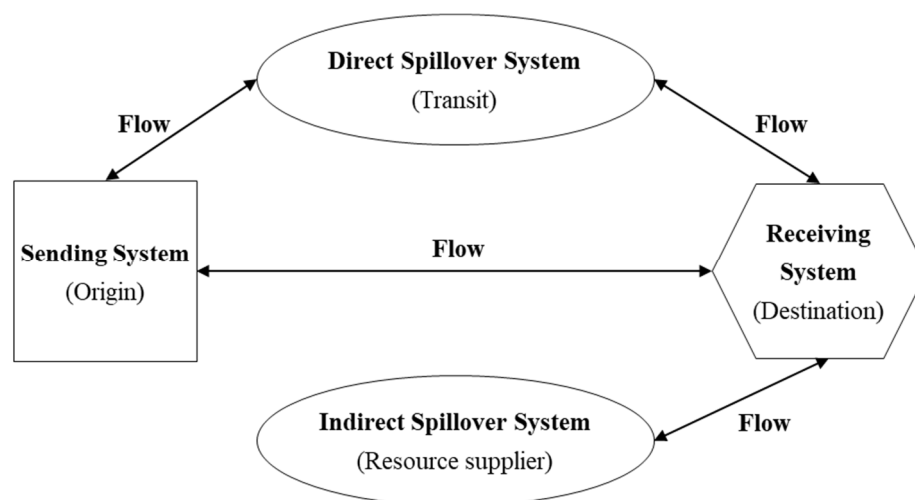 Direct Spillover System
(Transit)
Flow
Flow
Sending System
(Origin)
Flow
Receiving
System
(Destination)
Indirect Spillover System
(Resource supplier)
Flow